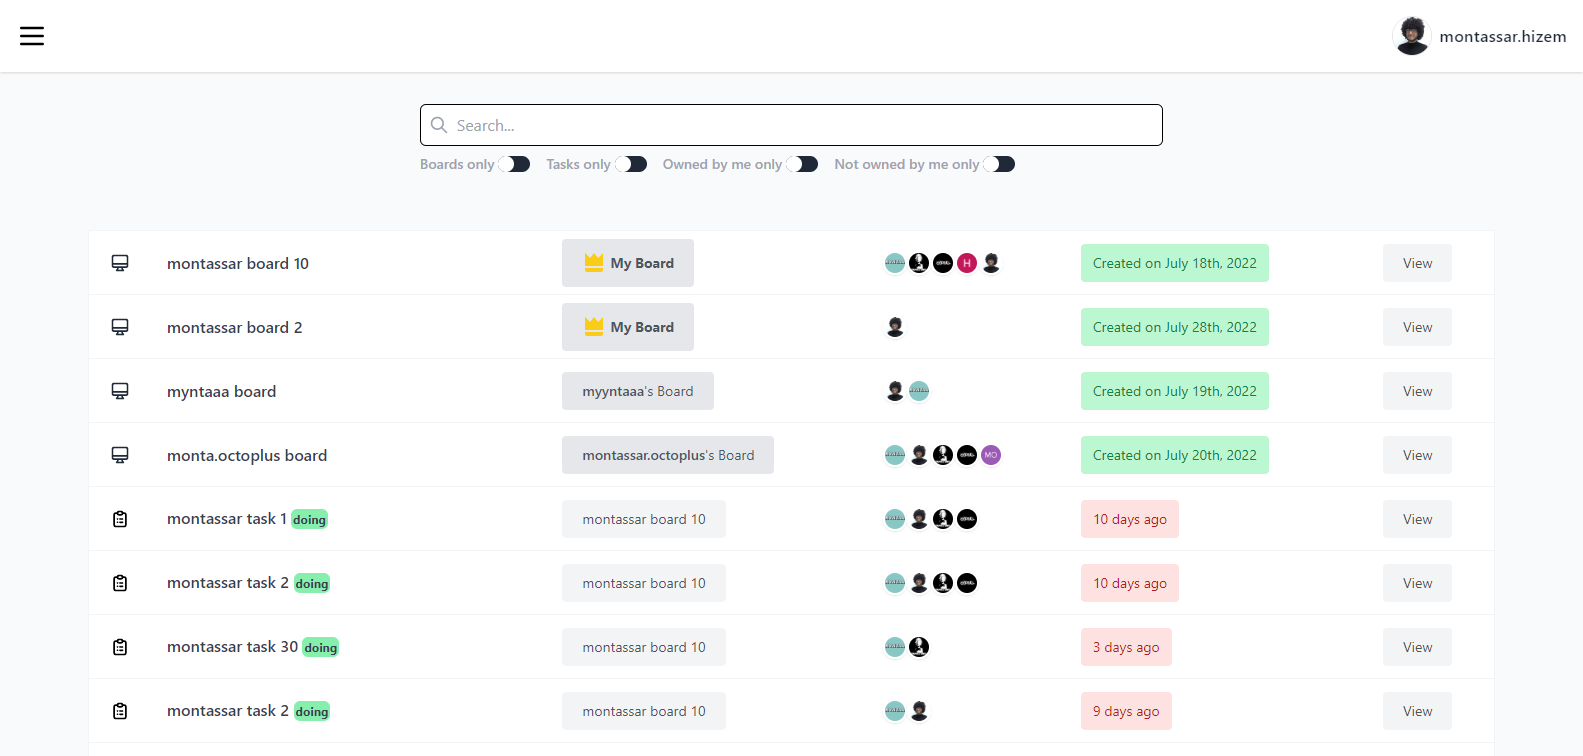 montassar.hizem
Search...
Boards only Tasks only Owned by me only Not owned by me only
montassar board 10 My Board H Created on July 18th, 2022 View
montassar board 2 My Board Created on July 28th, 2022 View
myntaaa board myyntaaa's Board Created on July 19th, 2022 View
monta.octoplus board montassar.octoplus's Board MO Created on July 20th, 2022 View
montassar task 1 doing montassar board 10 10 days ago View
montassar task 2 doing montassar board 10 10 days ago View
montassar task 30 doing montassar board 10 3 days ago View
montassar task 2 doing montassar board 10 9 days ago View